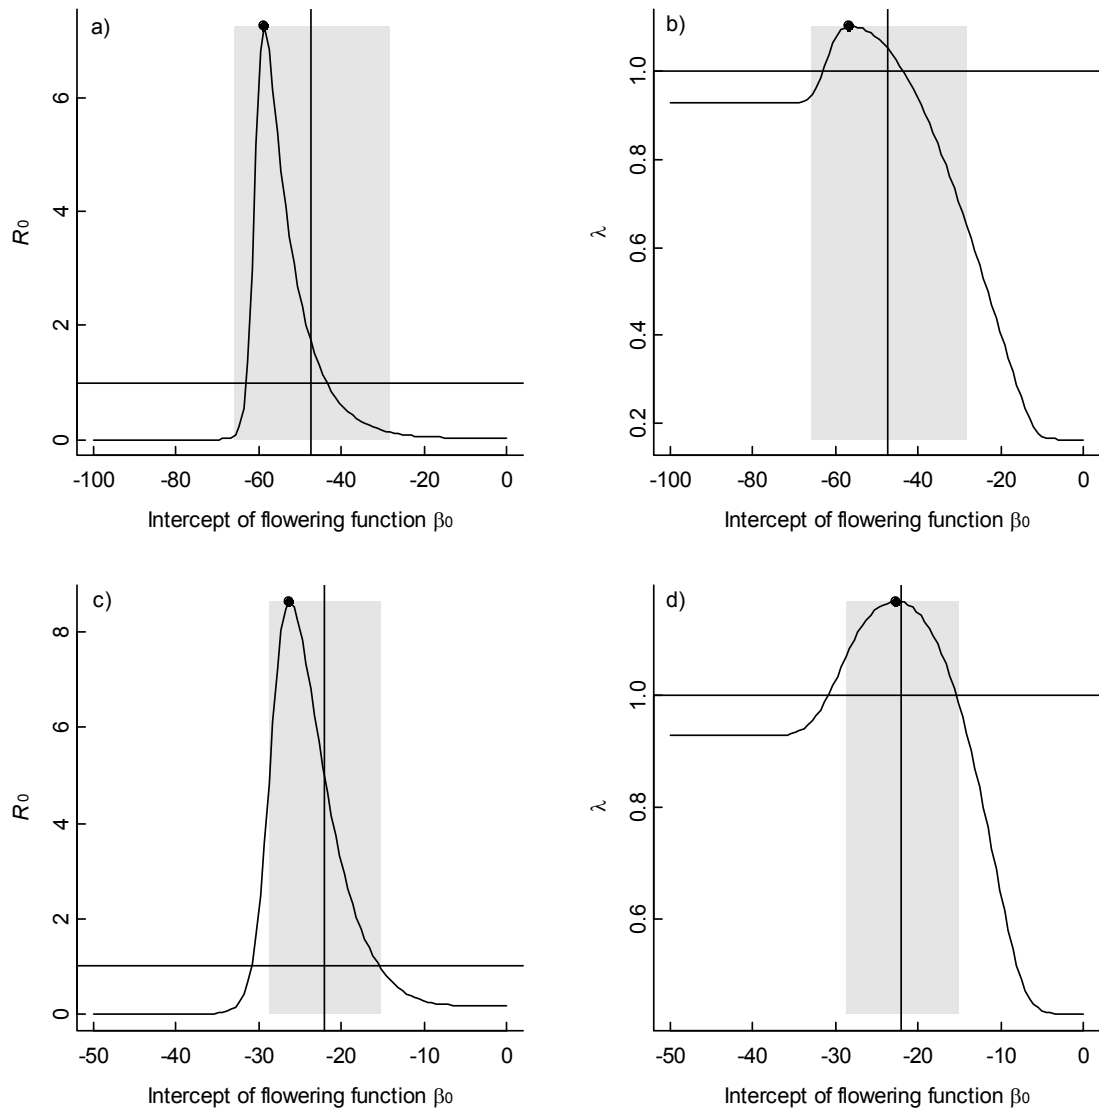 a)
R₀
6
4
2
0
-100 -80 -60 -40 -20 0
Intercept of flowering function β₀
b)
λ
1.0
0.8
0.6
0.4
0.2
-100 -80 -60 -40 -20 0
Intercept of flowering function β₀
c)
R₀
8
6
4
2
0
-50 -40 -30 -20 -10 0
Intercept of flowering function β₀
d)
λ
1.0
0.8
0.6
-50 -40 -30 -20 -10 0
Intercept of flowering function β₀